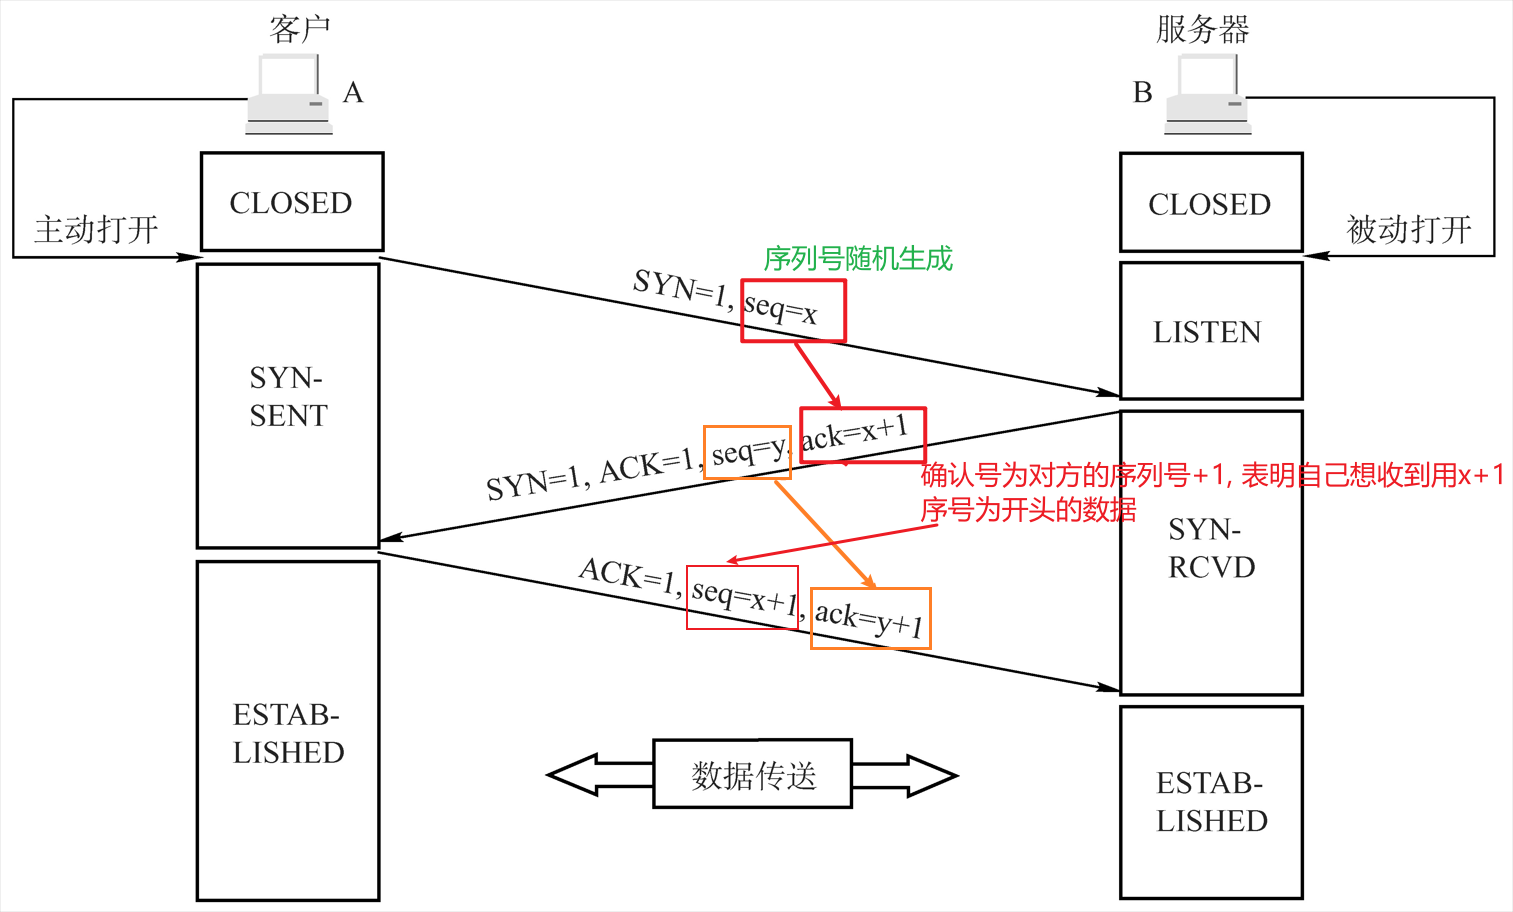 客户
服务器
A
B
CLOSED
CLOSED
主动打开
被动打开
序列号随机生成
SYN=1, seq=x
LISTEN
SYN-
SENT
SYN=1, ACK=1, seq=y, ack=x+1
确认号为对方的序列号+1, 表明自己想收到用x+1
序号为开头的数据
SYN-
RCVD
ACK=1, seq=x+1, ack=y+1
ESTAB-
LISHED
数据传送
ESTAB-
LISHED